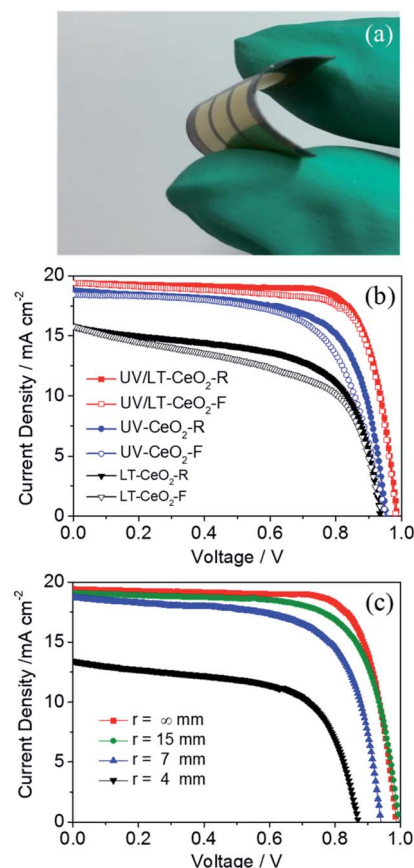 (a)
(b)
20
15
10
5
0
Current Density / mA cm⁻²
UV/LT-CeO₂-R
UV/LT-CeO₂-F
UV-CeO₂-R
UV-CeO₂-F
LT-CeO₂-R
LT-CeO₂-F
0.0 0.2 0.4 0.6 0.8 1.0
Voltage / V
(c)
20
15
10
5
0
Current Density /mA cm⁻²
r = ∞ mm
r = 15 mm
r = 7 mm
r = 4 mm
0.0 0.2 0.4 0.6 0.8 1.0
Voltage / V